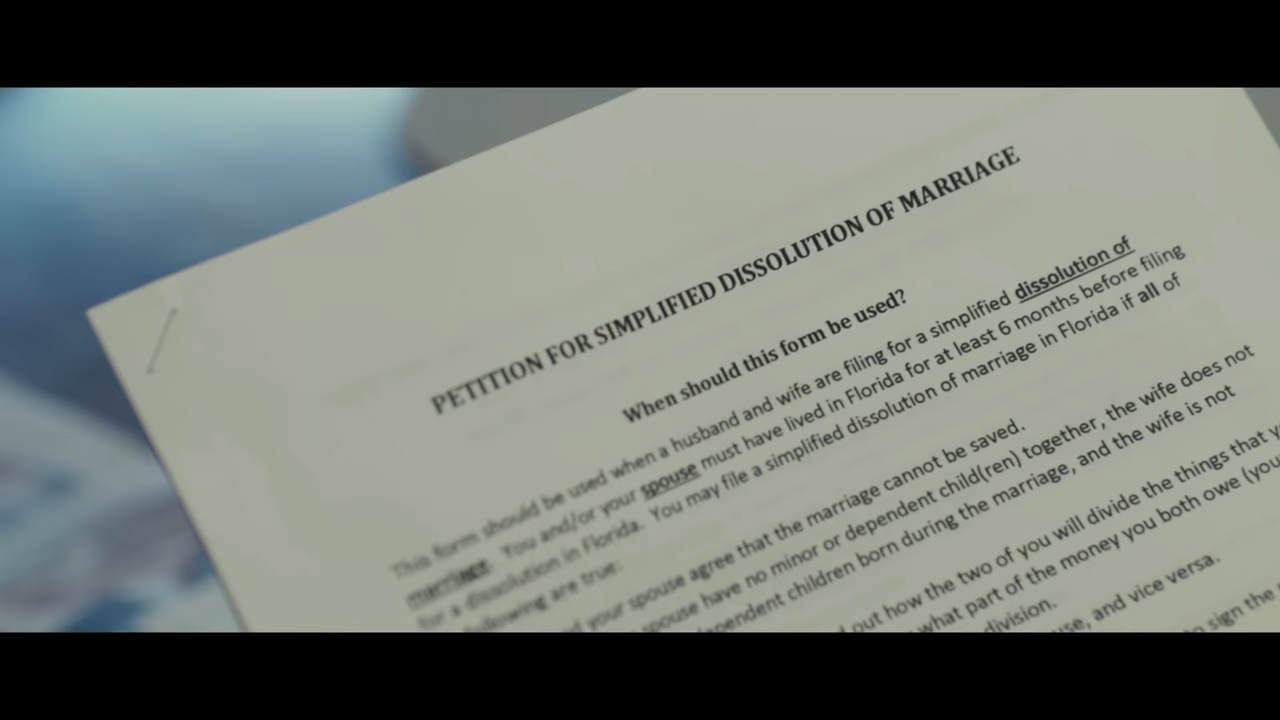 PETITION FOR SIMPLIFIED DISSOLUTION OF MARRIAGE
When should this form be used?
This form should be used when a husband and wife are filing for a simplified dissolution of
marriage. You and/or your spouse must have lived in Florida for at least 6 months before filing
for a dissolution in Florida. You may file a simplified dissolution of marriage in Florida if all of
following are true:
your spouse agree that the marriage cannot be saved.
spouse have no minor or dependent child(ren) together, the wife does not
dependent children born during the marriage, and the wife is not
out how the two of you will divide the things that
what part of the money you both owe (you
division.
and vice versa.
to sign the